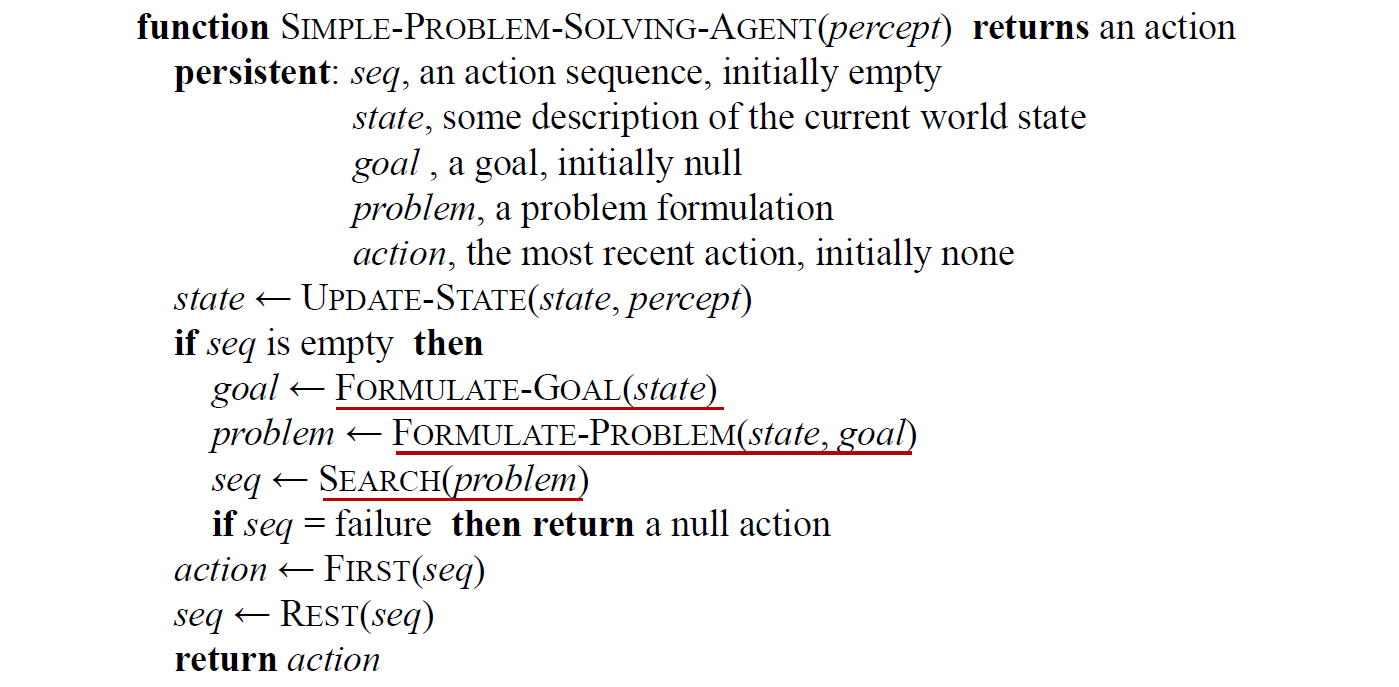 function SIMPLE-PROBLEM-SOLVING-AGENT(percept) returns an action
persistent: seq, an action sequence, initially empty
state, some description of the current world state
goal , a goal, initially null
problem, a problem formulation
action, the most recent action, initially none
state ← UPDATE-STATE(state, percept)
if seq is empty then
goal ← FORMULATE-GOAL(state)
problem ← FORMULATE-PROBLEM(state, goal)
seq ← SEARCH(problem)
if seq = failure then return a null action
action ← FIRST(seq)
seq ← REST(seq)
return action